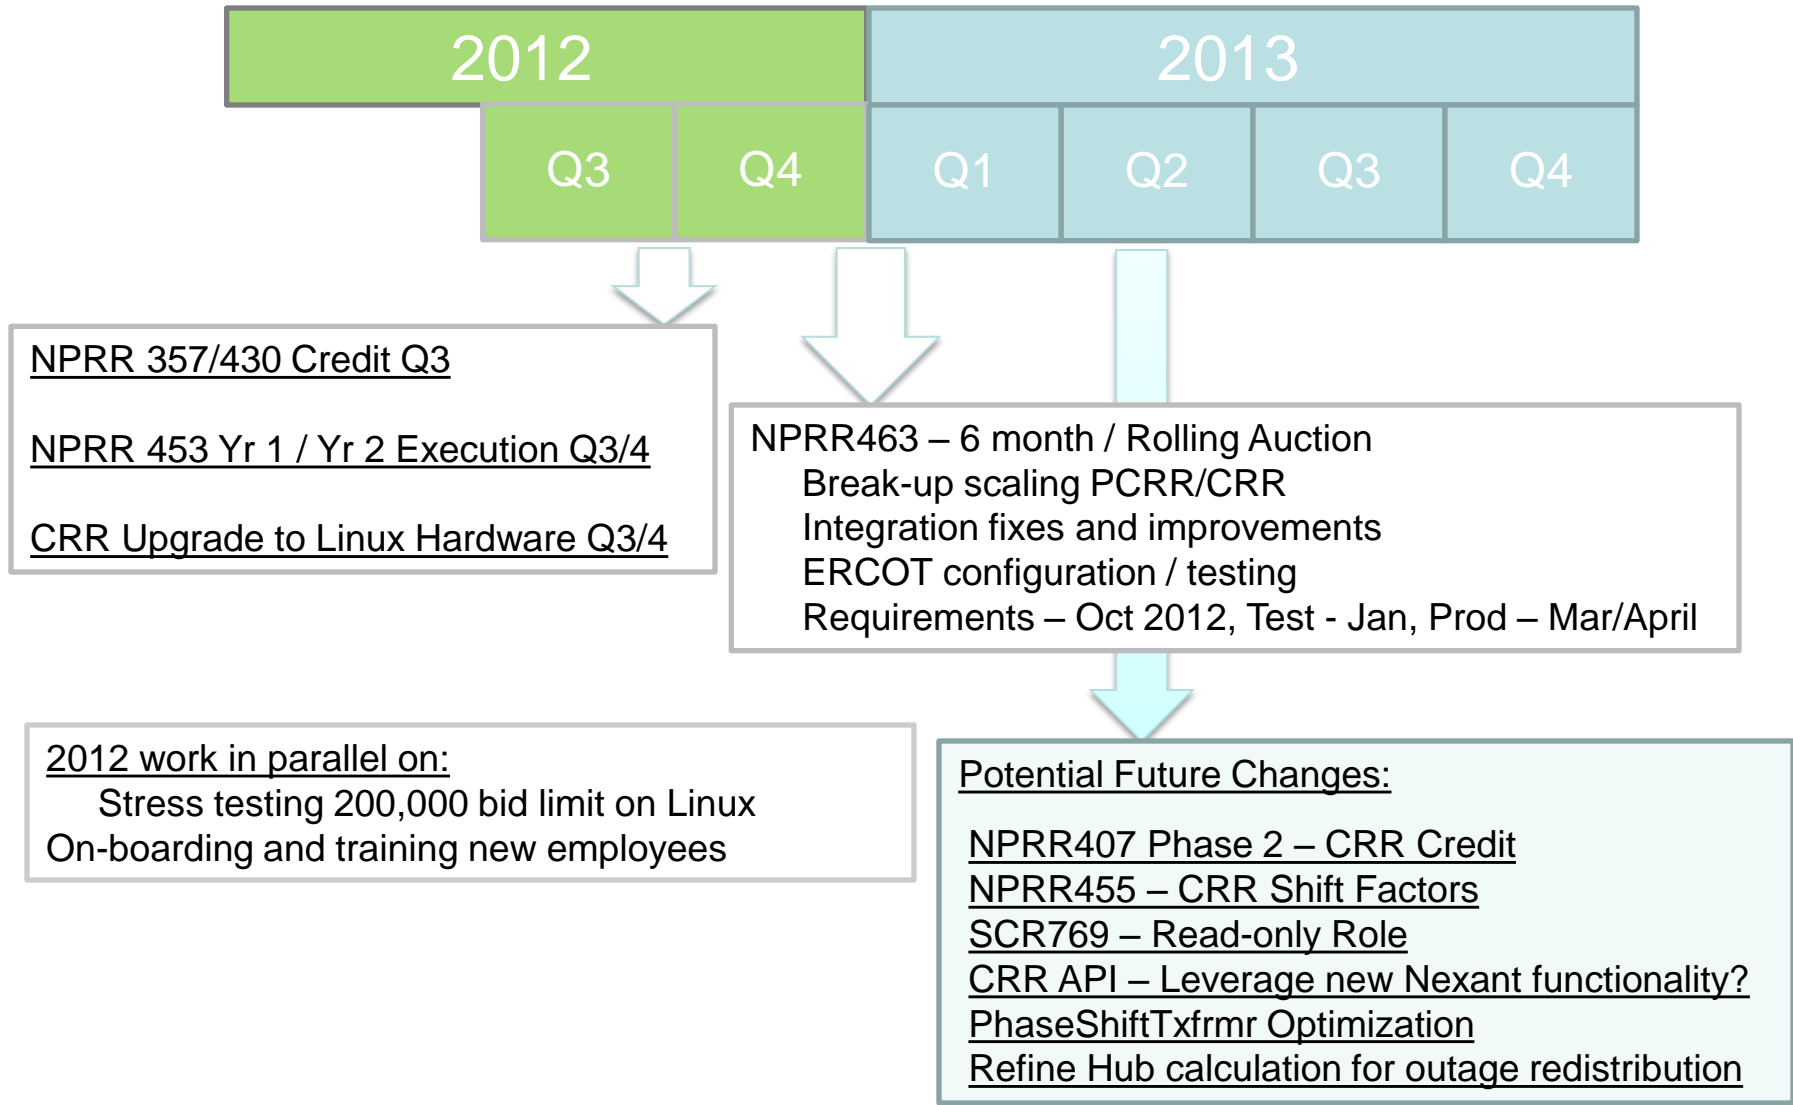 2012
2013
Q3
Q4
Q1
Q2
Q3
Q4
NPRR 357/430 Credit Q3
NPRR 453 Yr 1 / Yr 2 Execution Q3/4
CRR Upgrade to Linux Hardware Q3/4
NPRR463 – 6 month / Rolling Auction
Break-up scaling PCRR/CRR
Integration fixes and improvements
ERCOT configuration / testing
Requirements – Oct 2012, Test - Jan, Prod – Mar/April
2012 work in parallel on:
Stress testing 200,000 bid limit on Linux
On-boarding and training new employees
Potential Future Changes:
NPRR407 Phase 2 – CRR Credit
NPRR455 – CRR Shift Factors
SCR769 – Read-only Role
CRR API – Leverage new Nexant functionality?
PhaseShiftTxfrmr Optimization
Refine Hub calculation for outage redistribution